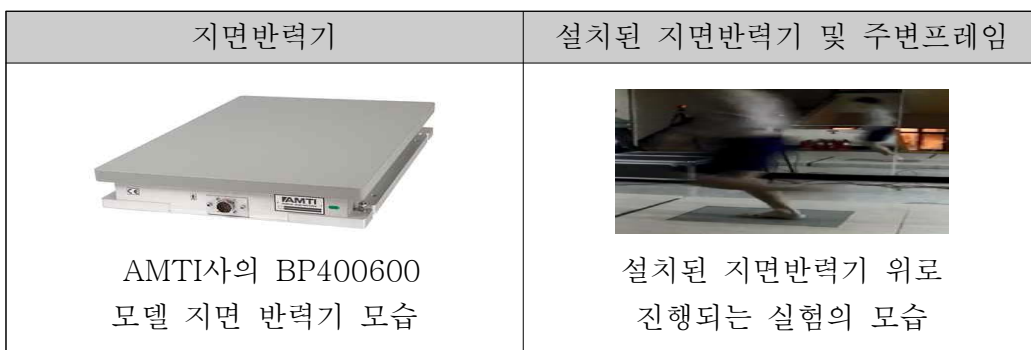 지면반력기
설치된 지면반력기 및 주변프레임
AMTI
AMTI사의 BP400600
모델 지면 반력기 모습
설치된 지면반력기 위로
진행되는 실험의 모습